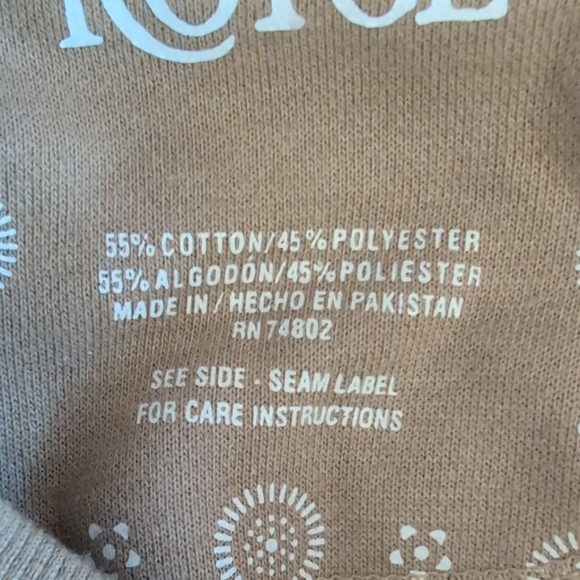 55% COTTON/45% POLYESTER
55% ALGODÓN/45% POLIESTER
MADE IN / HECHO EN PAKISTAN
RN 74802
SEE SIDE - SEAM LABEL
FOR CARE INSTRUCTIONS